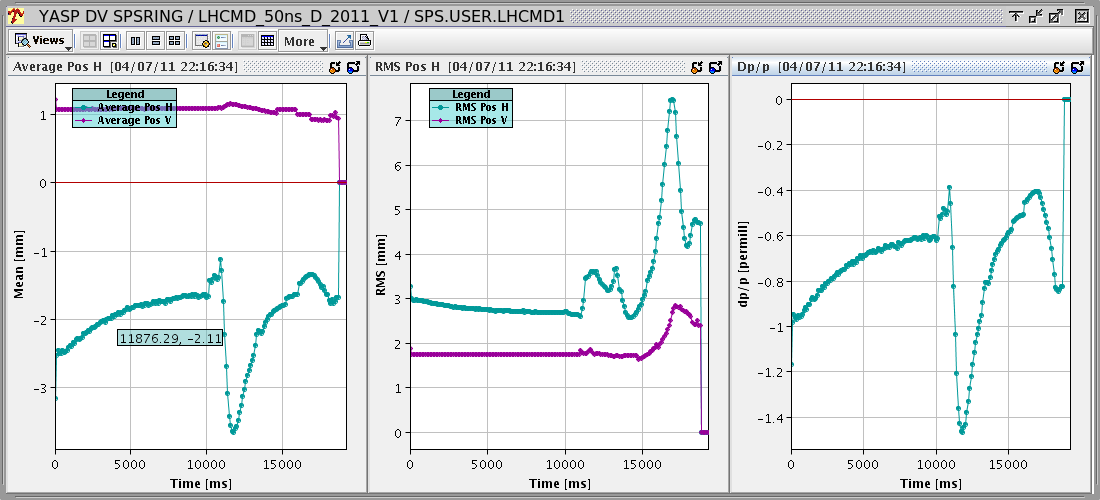 YASP DV SPSRING / LHCMD_50ns_D_2011_V1 / SPS.USER.LHCMD1
Views
More
Average Pos H [04/07/11 22:16:34]
Legend
Average Pos H
Average Pos V
1
0
-1
-2
-3
Mean [mm]
11876.29, -2.11
0
5000
10000
15000
Time [ms]
RMS Pos H [04/07/11 22:16:34]
Legend
RMS Pos H
RMS Pos V
7
6
5
4
3
2
1
0
RMS [mm]
0
5000
10000
15000
Time [ms]
Dp/p [04/07/11 22:16:34]
0
-0.2
-0.4
-0.6
-0.8
-1
-1.2
-1.4
dp/p [permill]
0
5000
10000
15000
Time [ms]